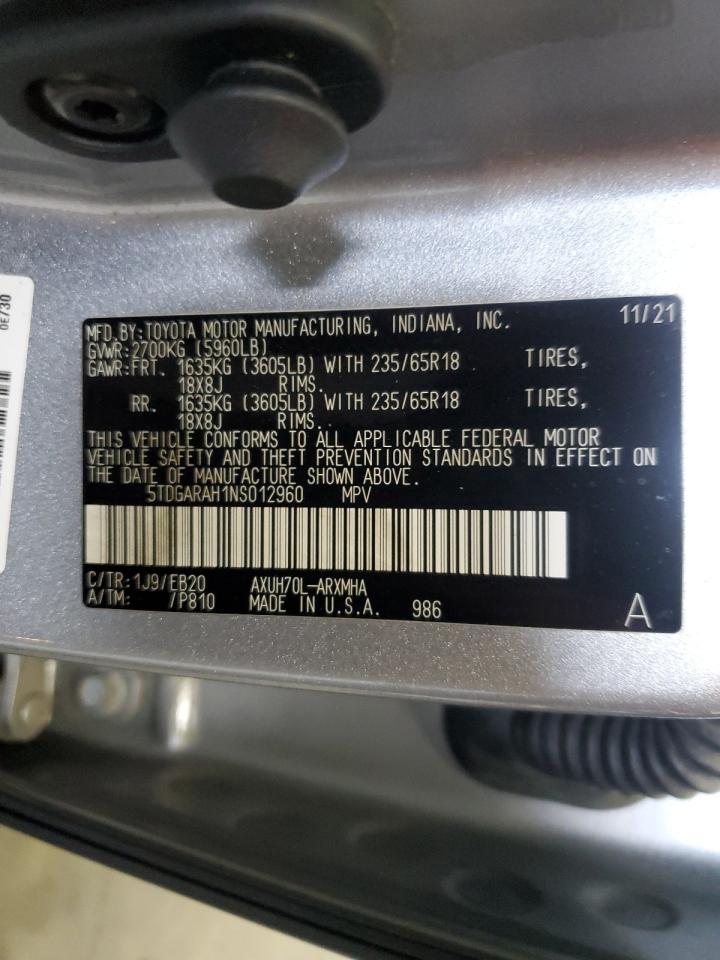 MFD.BY:TOYOTA MOTOR MANUFACTURING, INDIANA, INC. 11/21
GVWR:2700KG (5960LB)
GAWR:FRT. 1635KG (3605LB) WITH 235/65R18 TIRES,
18X8J RIMS.
RR. 1635KG (3605LB) WITH 235/65R18 TIRES,
18X8J RIMS.
THIS VEHICLE CONFORMS TO ALL APPLICABLE FEDERAL MOTOR
VEHICLE SAFETY AND THEFT PREVENTION STANDARDS IN EFFECT ON
THE DATE OF MANUFACTURE SHOWN ABOVE.
5TDGARAH1NS012960 MPV
C/TR:1J9/EB20 AXUH70L-ARXMHA
A/TM: /P810 MADE IN U.S.A. 986 A
0E730